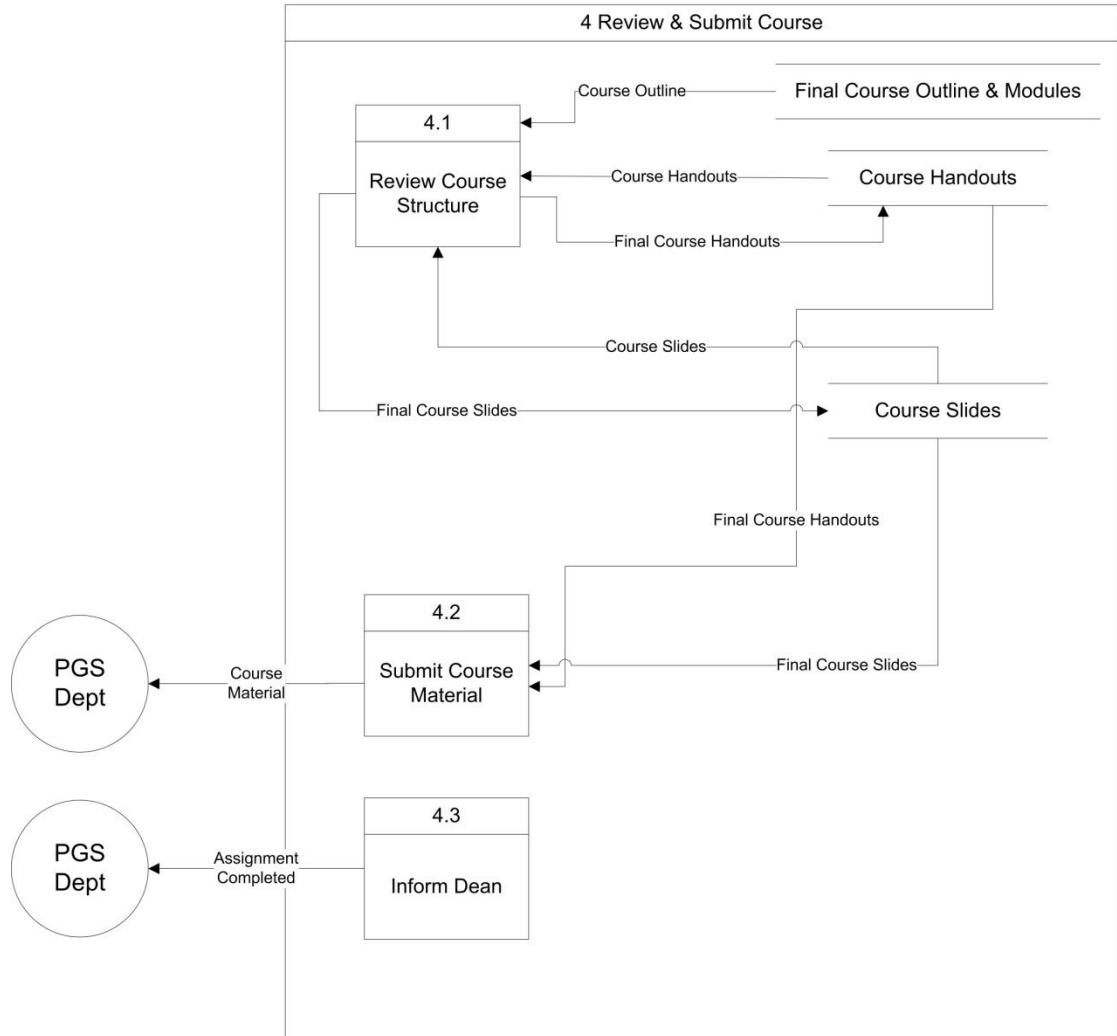 4 Review & Submit Course
Final Course Outline & Modules
Course Outline
4.1
Review Course
Structure
Course Handouts
Course Handouts
Final Course Handouts
Course Slides
Final Course Slides
Course Slides
Final Course Handouts
4.2
Submit Course
Material
Final Course Slides
PGS
Dept
Course
Material
4.3
Inform Dean
PGS
Dept
Assignment
Completed